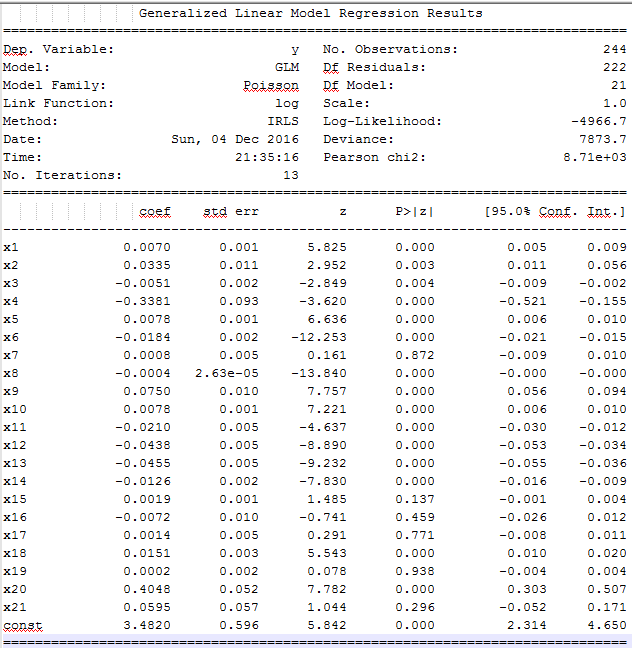 Generalized Linear Model Regression Results
==============================================================================
Dep. Variable: y No. Observations: 244
Model: GLM Df Residuals: 222
Model Family: Poisson Df Model: 21
Link Function: log Scale: 1.0
Method: IRLS Log-Likelihood: -4966.7
Date: Sun, 04 Dec 2016 Deviance: 7873.7
Time: 21:35:16 Pearson chi2: 8.71e+03
No. Iterations: 13
==============================================================================
coef std err z P>|z| [95.0% Conf. Int.]
------------------------------------------------------------------------------
x1 0.0070 0.001 5.825 0.000 0.005 0.009
x2 0.0335 0.011 2.952 0.003 0.011 0.056
x3 -0.0051 0.002 -2.849 0.004 -0.009 -0.002
x4 -0.3381 0.093 -3.620 0.000 -0.521 -0.155
x5 0.0078 0.001 6.636 0.000 0.006 0.010
x6 -0.0184 0.002 -12.253 0.000 -0.021 -0.015
x7 0.0008 0.005 0.161 0.872 -0.009 0.010
x8 -0.0004 2.63e-05 -13.840 0.000 -0.000 -0.000
x9 0.0750 0.010 7.757 0.000 0.056 0.094
x10 0.0078 0.001 7.221 0.000 0.006 0.010
x11 -0.0210 0.005 -4.637 0.000 -0.030 -0.012
x12 -0.0438 0.005 -8.890 0.000 -0.053 -0.034
x13 -0.0455 0.005 -9.232 0.000 -0.055 -0.036
x14 -0.0126 0.002 -7.830 0.000 -0.016 -0.009
x15 0.0019 0.001 1.485 0.137 -0.001 0.004
x16 -0.0072 0.010 -0.741 0.459 -0.026 0.012
x17 0.0014 0.005 0.291 0.771 -0.008 0.011
x18 0.0151 0.003 5.543 0.000 0.010 0.020
x19 0.0002 0.002 0.078 0.938 -0.004 0.004
x20 0.4048 0.052 7.782 0.000 0.303 0.507
x21 0.0595 0.057 1.044 0.296 -0.052 0.171
const 3.4820 0.596 5.842 0.000 2.314 4.650
==============================================================================